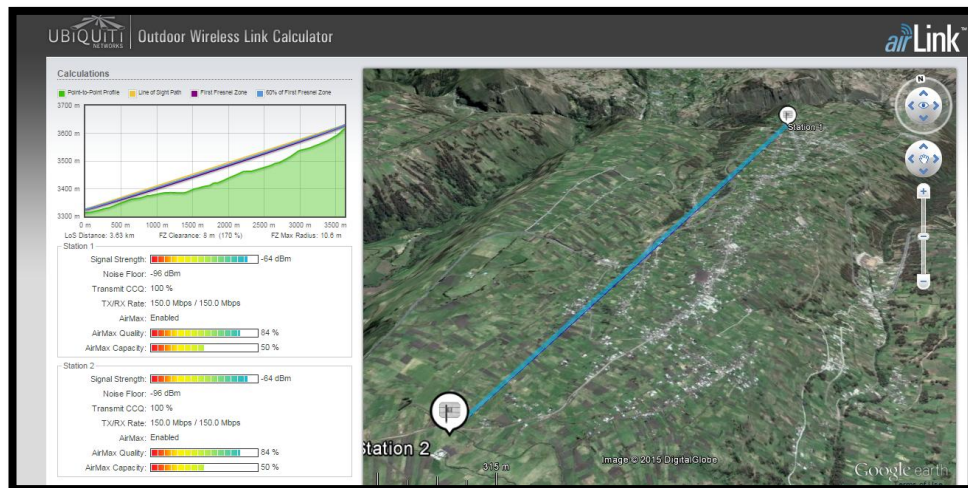 UBiQUiTi
NETWORKS
Outdoor Wireless Link Calculator
airLink™
Calculations
Point-to-Point Profile
Line of Sight Path
First Fresnel Zone
60% of First Fresnel Zone
3700 m
3600 m
3500 m
3400 m
3300 m
0 m 500 m 1000 m 1500 m 2000 m 2500 m 3000 m 3500 m
LoS Distance: 3.63 km FZ Clearance: 8 m (170 %) FZ Max Radius: 10.6 m
Station 1
Signal Strength: -64 dBm
Noise Floor: -96 dBm
Transmit CCQ: 100 %
TX/RX Rate: 150.0 Mbps / 150.0 Mbps
AirMax: Enabled
AirMax Quality: 84 %
AirMax Capacity: 50 %
Station 2
Signal Strength: -64 dBm
Noise Floor: -96 dBm
Transmit CCQ: 100 %
TX/RX Rate: 150.0 Mbps / 150.0 Mbps
AirMax: Enabled
AirMax Quality: 84 %
AirMax Capacity: 50 %
N
Station 1
Station 2
315 m
Image © 2015 DigitalGlobe
Google earth